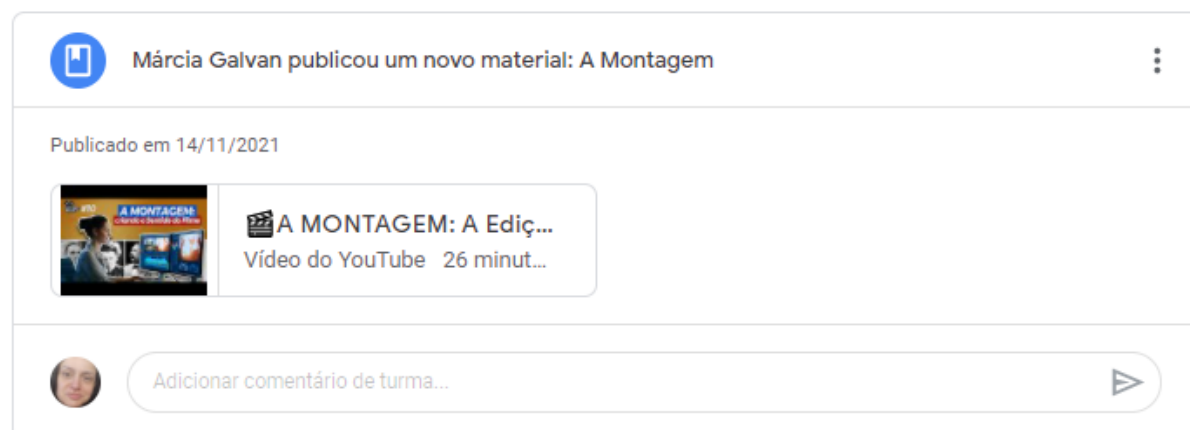 Márcia Galvan publicou um novo material: A Montagem
Publicado em 14/11/2021
#10
A MONTAGEM:
🎬A MONTAGEM: A Ediç...
Vídeo do YouTube 26 minut...
Adicionar comentário de turma...